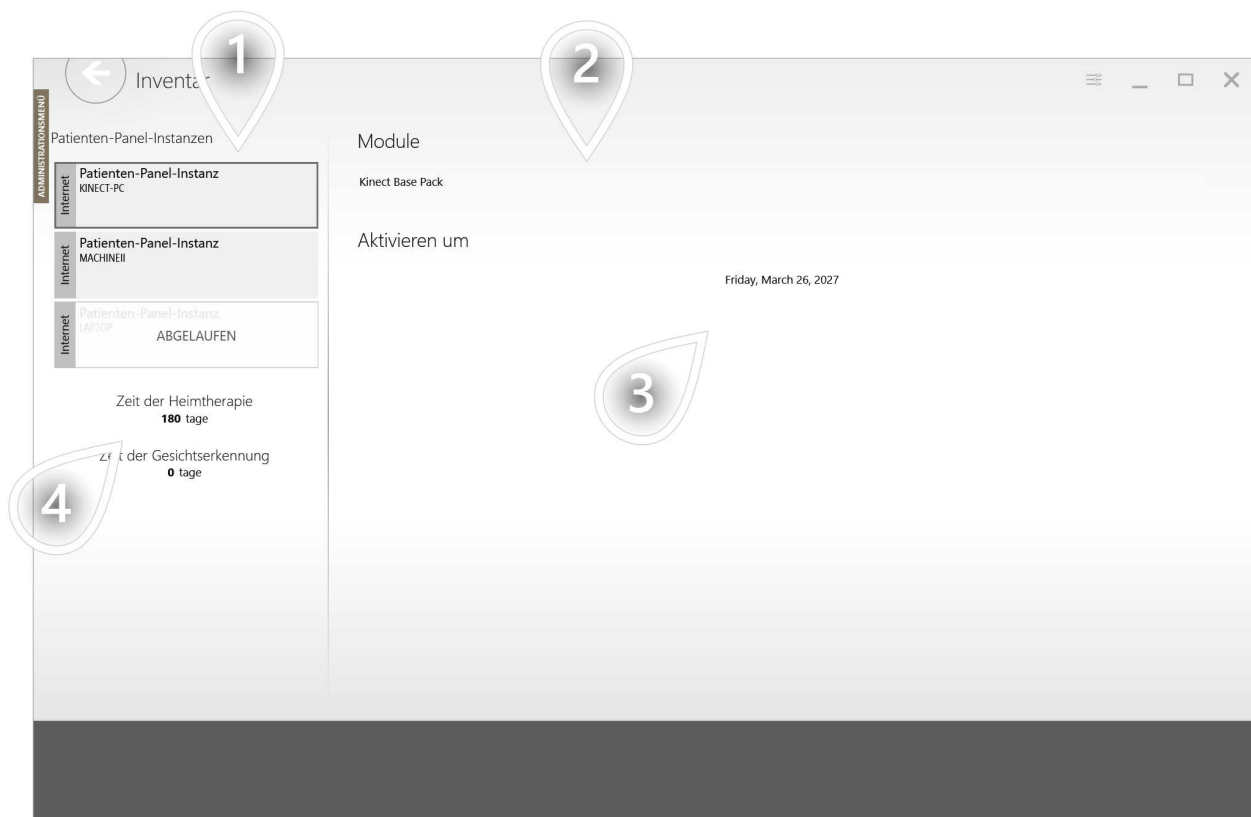 1
2
Inventar
ADMINISTRATIONSMENÜ
Patienten-Panel-Instanzen
Internet
Patienten-Panel-Instanz
KINECT-PC
Internet
Patienten-Panel-Instanz
MACHINEII
Internet
Patienten-Panel-Instanz
LAPTOP
ABGELAUFEN
Zeit der Heimtherapie
180 tage
Zeit der Gesichtserkennung
0 tage
4
Module
Kinect Base Pack
Aktivieren um
Friday, March 26, 2027
3